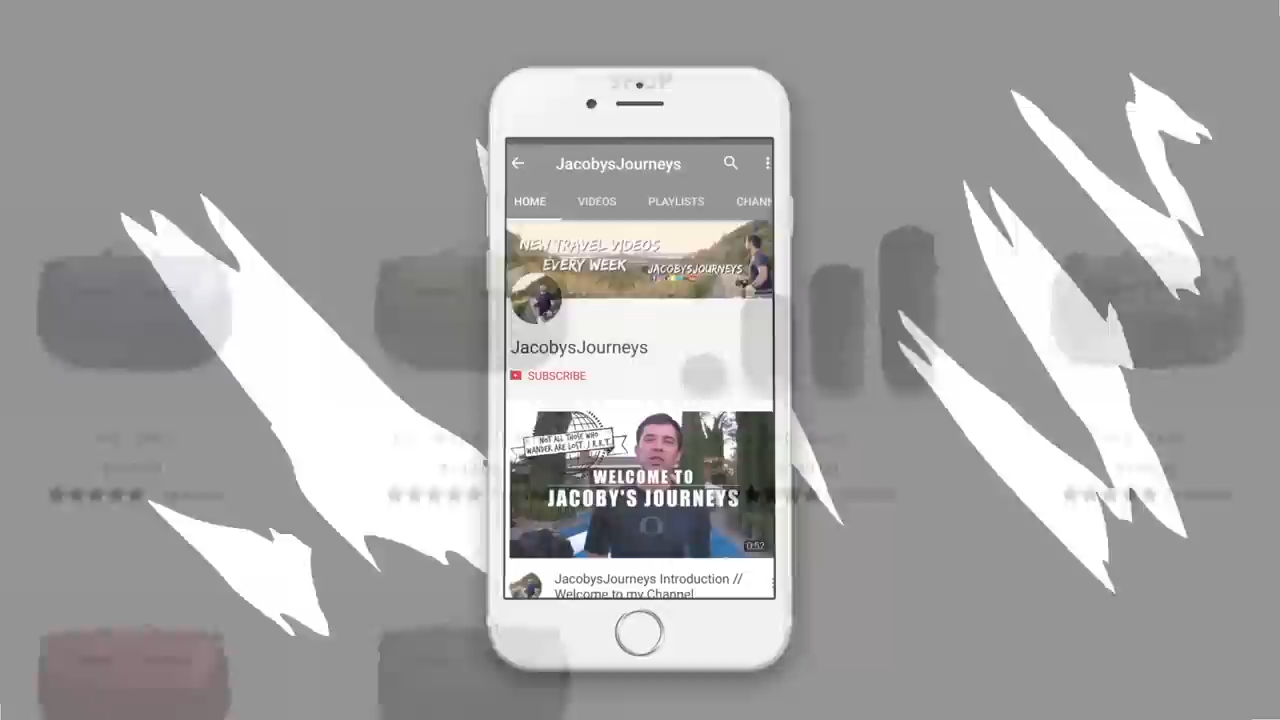 SHOP
JacobysJourneys
HOME VIDEOS PLAYLISTS CHANN
NEW TRAVEL VIDEOS
EVERY WEEK
JACOBYSJOURNEYS
JacobysJourneys
SUBSCRIBE
NOT ALL THOSE WHO
WANDER ARE LOST. J.R.R.T.
WELCOME TO
JACOBY'S JOURNEYS
0:52
JacobysJourneys Introduction //
Welcome to my Channel